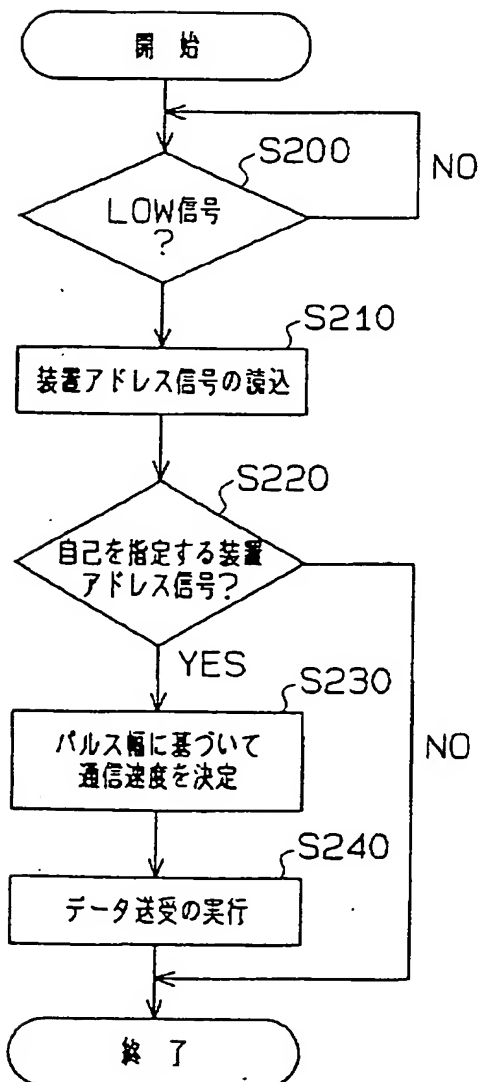 開 始
S200
NO
LOW信号
?
S210
装置アドレス信号の読込
S220
自己を指定する装置
アドレス信号?
YES
S230
NO
パルス幅に基づいて
通信速度を決定
S240
データ送受の実行
終 了